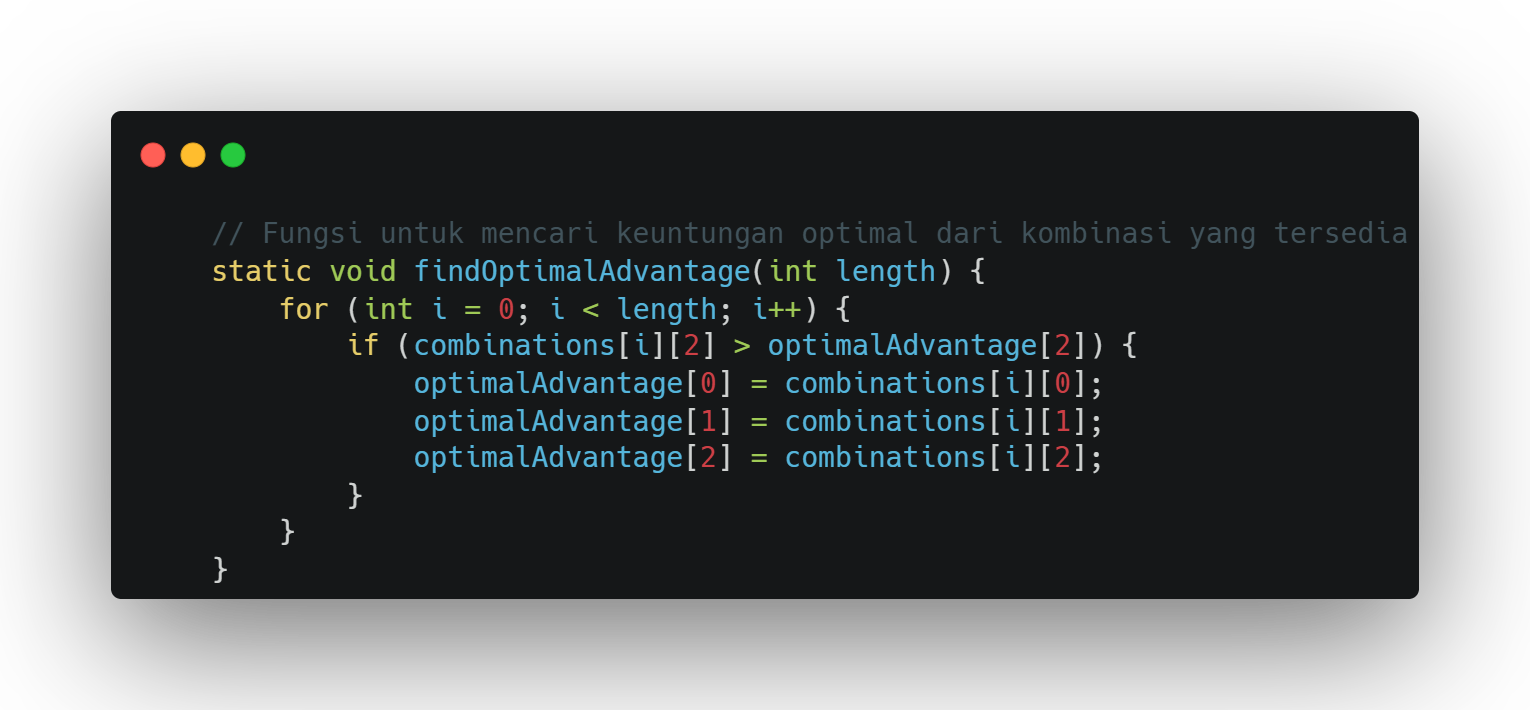 // Fungsi untuk mencari keuntungan optimal dari kombinasi yang tersedia
static void findOptimalAdvantage(int length) {
    for (int i = 0; i < length; i++) {
        if (combinations[i][2] > optimalAdvantage[2]) {
            optimalAdvantage[0] = combinations[i][0];
            optimalAdvantage[1] = combinations[i][1];
            optimalAdvantage[2] = combinations[i][2];
        }
    }
}